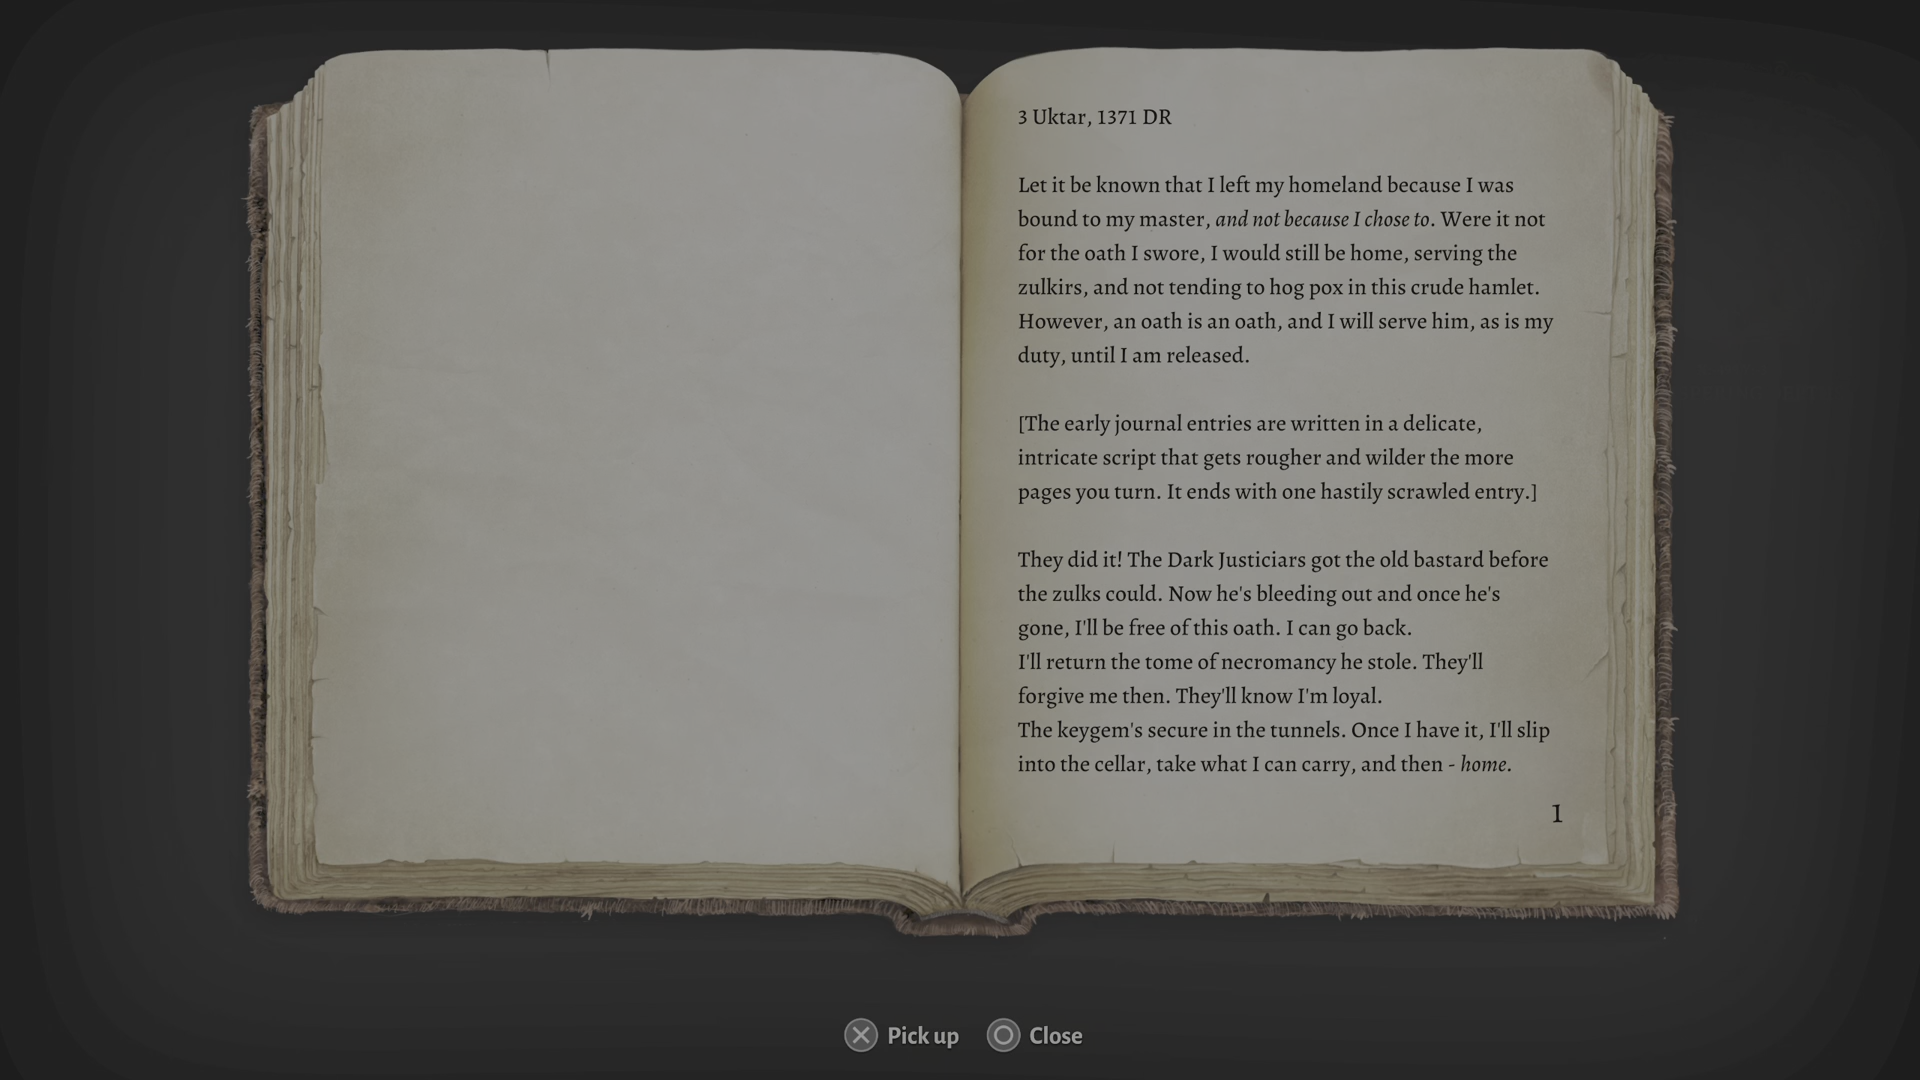 3 Uktar, 1371 DR
Let it be known that I left my homeland because I was
bound to my master, and not because I chose to. Were it not
for the oath I swore, I would still be home, serving the
zulkirs, and not tending to hog pox in this crude hamlet.
However, an oath is an oath, and I will serve him, as is my
duty, until I am released.
[The early journal entries are written in a delicate,
intricate script that gets rougher and wilder the more
pages you turn. It ends with one hastily scrawled entry.]
They did it! The Dark Justiciars got the old bastard before
the zulks could. Now he's bleeding out and once he's
gone, I'll be free of this oath. I can go back.
I'll return the tome of necromancy he stole. They'll
forgive me then. They'll know I'm loyal.
The keygem's secure in the tunnels. Once I have it, I'll slip
into the cellar, take what I can carry, and then - home.
1
Pick up
Close